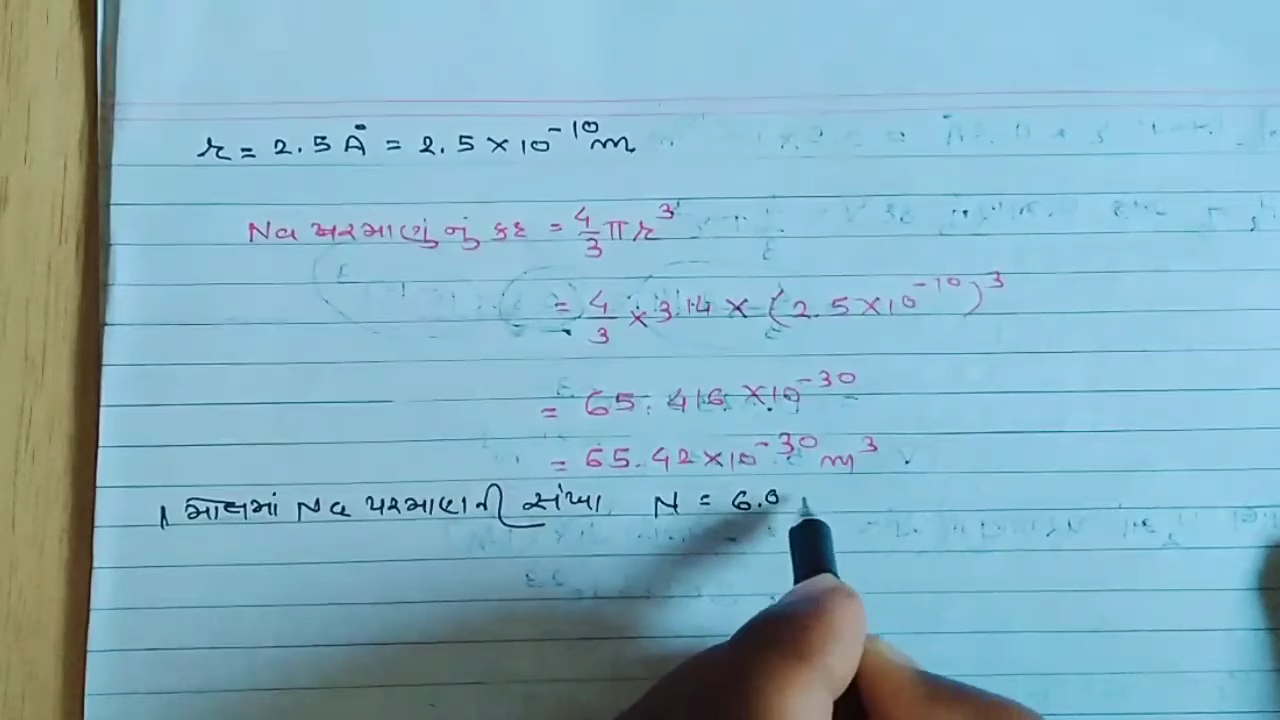 r = 2.5 Å = 2.5 × 10⁻¹⁰ m
Na પરમાણું નું કદ = 4/3 π r³
= 4/3 × 3.14 × (2.5 × 10⁻¹⁰)³
= 65.416 × 10⁻³⁰
= 65.42 × 10⁻³⁰ m³
1 મોલમાં Na પરમાણુની સંખ્યા N = 6.0